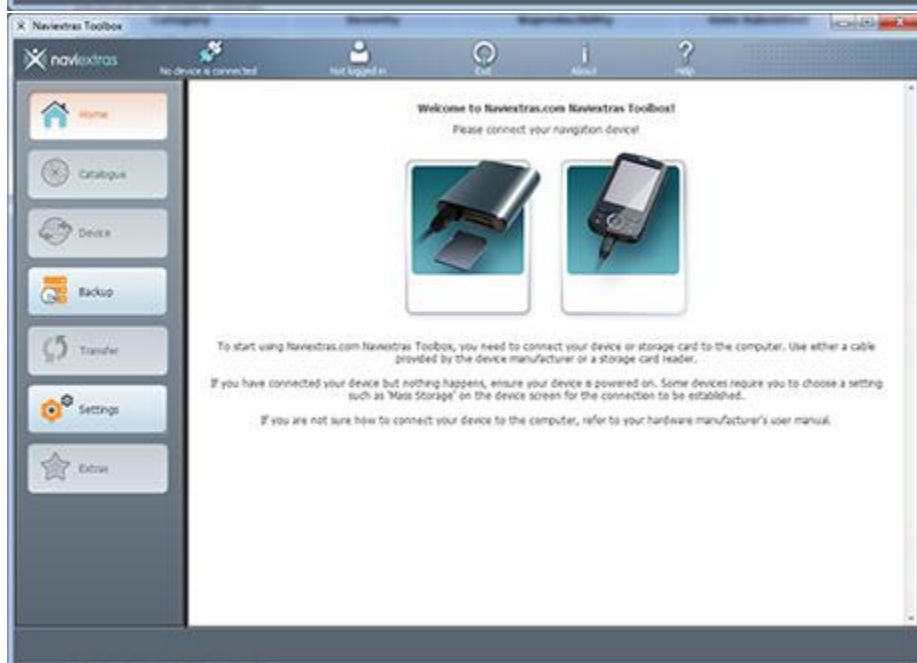 Category Severity Reproducibility Date Submitted
Naviextras Toolbox
naviextras
No device is connected
Not logged in
Exit
About
Help
Home
Catalogue
Device
Backup
Transfer
Settings
Extras
Welcome to Naviextras.com Naviextras Toolbox!
Please connect your navigation device!
To start using Naviextras.com Naviextras Toolbox, you need to connect your device or storage card to the computer. Use either a cable
provided by the device manufacturer or a storage card reader.
If you have connected your device but nothing happens, ensure your device is powered on. Some devices require you to choose a setting
such as 'Mass Storage' on the device screen for the connection to be established.
If you are not sure how to connect your device to the computer, refer to your hardware manufacturer's user manual.